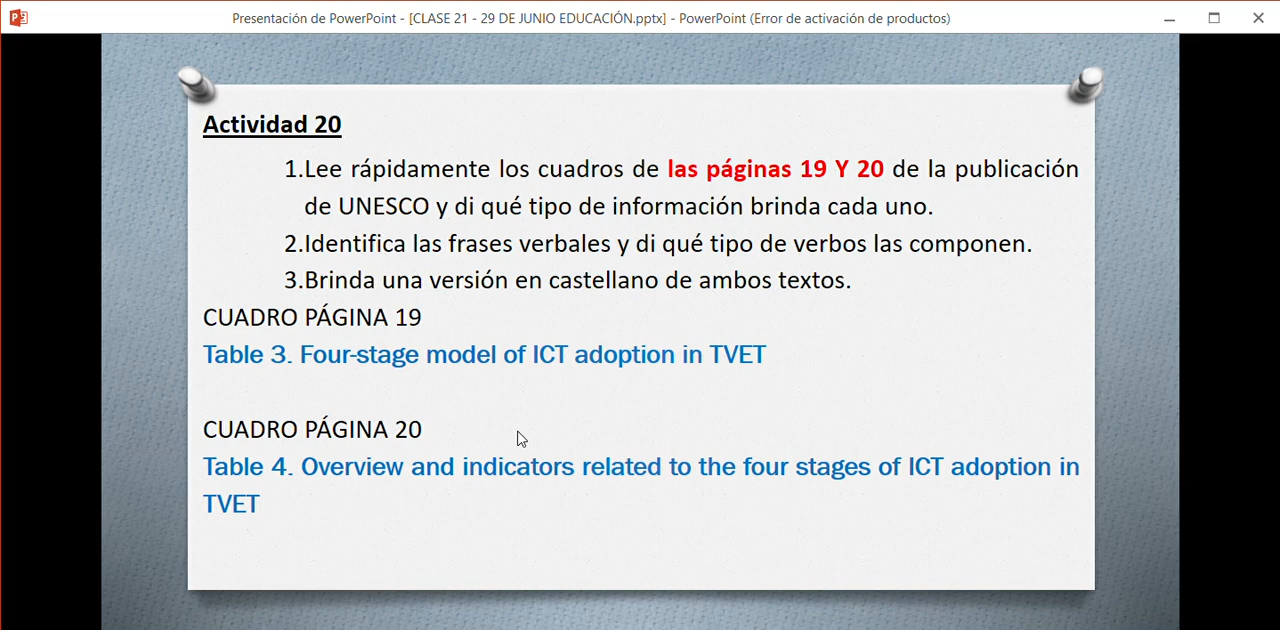 Presentación de PowerPoint - [CLASE 21 - 29 DE JUNIO EDUCACIÓN.pptx] - PowerPoint (Error de activación de productos)
Actividad 20
1.Lee rápidamente los cuadros de las páginas 19 Y 20 de la publicación
de UNESCO y di qué tipo de información brinda cada uno.
2.Identifica las frases verbales y di qué tipo de verbos las componen.
3.Brinda una versión en castellano de ambos textos.
CUADRO PÁGINA 19
Table 3. Four-stage model of ICT adoption in TVET
CUADRO PÁGINA 20
Table 4. Overview and indicators related to the four stages of ICT adoption in
TVET